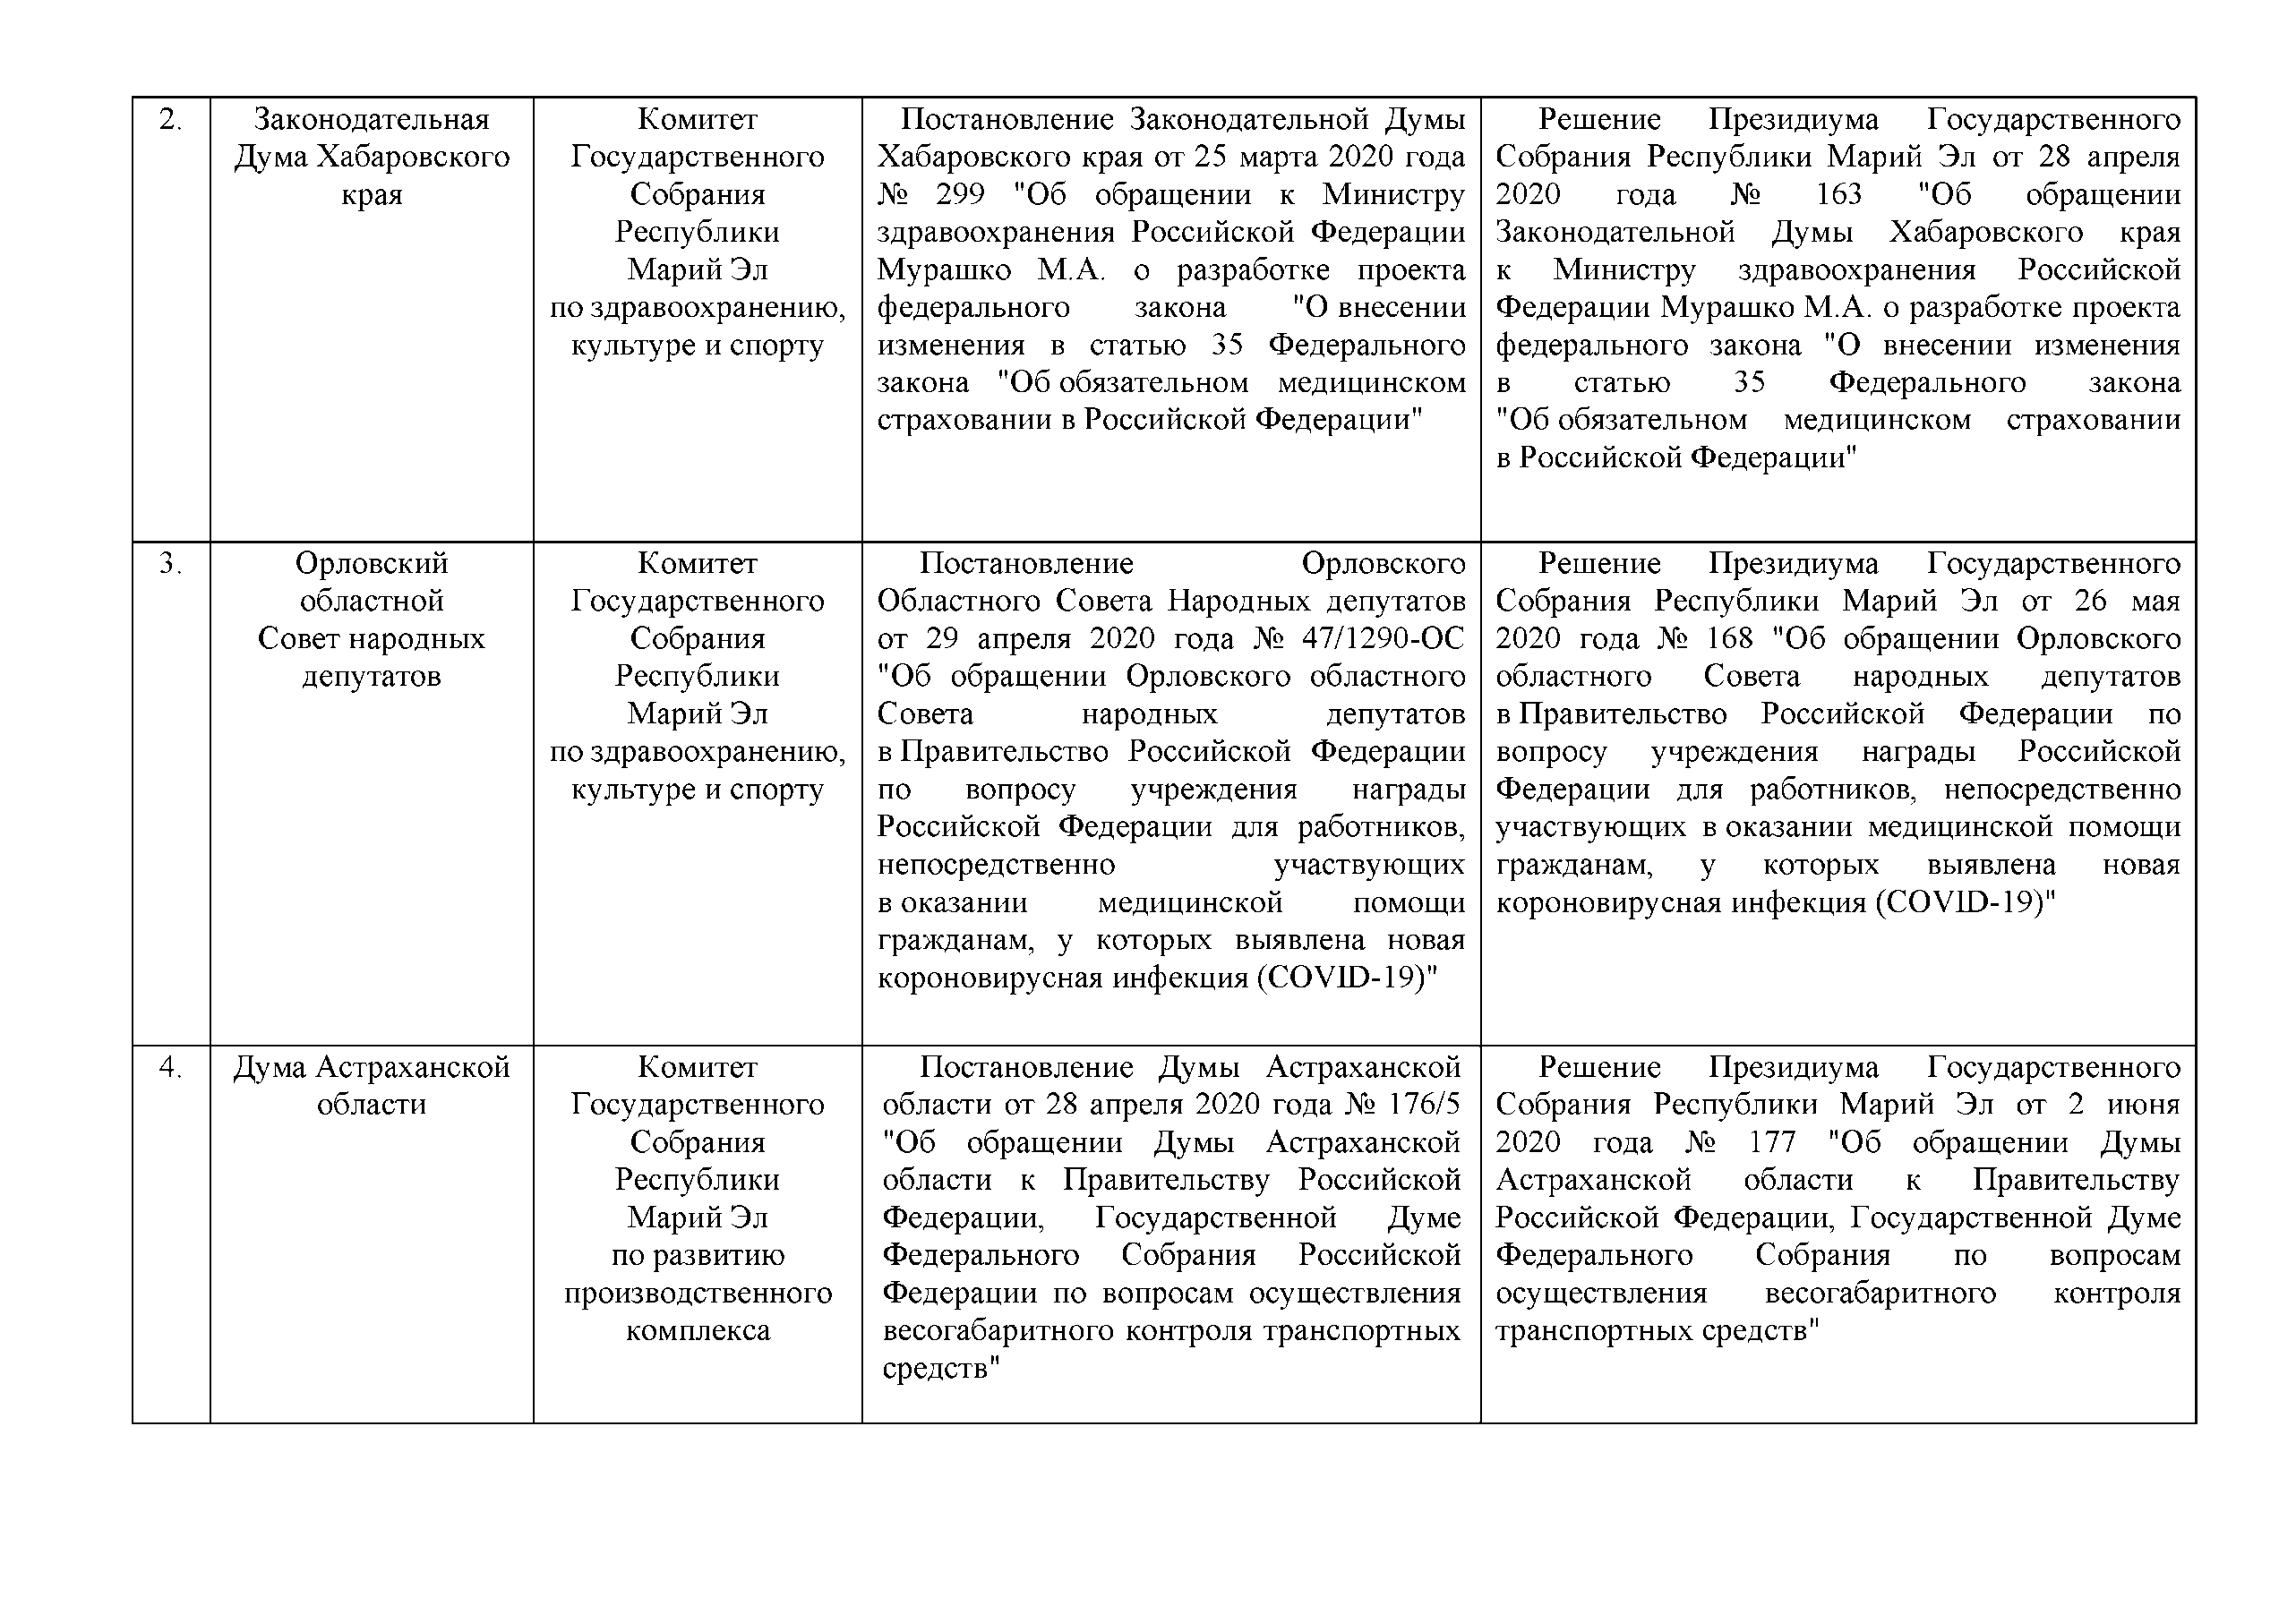 2.
Законодательная
Дума Хабаровского
края
Комитет
Государственного
Собрания
Республики
Марий Эл
по здравоохранению,
культуре и спорту
Постановление Законодательной Думы
Хабаровского края от 25 марта 2020 года
№ 299 "Об обращении к Министру
здравоохранения Российской Федерации
Мурашко М.А. о разработке проекта
федерального закона "О внесении
изменения в статью 35 Федерального
закона "Об обязательном медицинском
страховании в Российской Федерации"
Решение Президиума Государственного
Собрания Республики Марий Эл от 28 апреля
2020 года № 163 "Об обращении
Законодательной Думы Хабаровского края
к Министру здравоохранения Российской
Федерации Мурашко М.А. о разработке проекта
федерального закона "О внесении изменения
в статью 35 Федерального закона
"Об обязательном медицинском страховании
в Российской Федерации"
3.
Орловский
областной
Совет народных
депутатов
Комитет
Государственного
Собрания
Республики
Марий Эл
по здравоохранению,
культуре и спорту
Постановление Орловского
Областного Совета Народных депутатов
от 29 апреля 2020 года № 47/1290-ОС
"Об обращении Орловского областного
Совета народных депутатов
в Правительство Российской Федерации
по вопросу учреждения награды
Российской Федерации для работников,
непосредственно участвующих
в оказании медицинской помощи
гражданам, у которых выявлена новая
короновирусная инфекция (COVID-19)"
Решение Президиума Государственного
Собрания Республики Марий Эл от 26 мая
2020 года № 168 "Об обращении Орловского
областного Совета народных депутатов
в Правительство Российской Федерации по
вопросу учреждения награды Российской
Федерации для работников, непосредственно
участвующих в оказании медицинской помощи
гражданам, у которых выявлена новая
короновирусная инфекция (COVID-19)"
4.
Дума Астраханской
области
Комитет
Государственного
Собрания
Республики
Марий Эл
по развитию
производственного
комплекса
Постановление Думы Астраханской
области от 28 апреля 2020 года № 176/5
"Об обращении Думы Астраханской
области к Правительству Российской
Федерации, Государственной Думе
Федерального Собрания Российской
Федерации по вопросам осуществления
весогабаритного контроля транспортных
средств"
Решение Президиума Государственного
Собрания Республики Марий Эл от 2 июня
2020 года № 177 "Об обращении Думы
Астраханской области к Правительству
Российской Федерации, Государственной Думе
Федерального Собрания по вопросам
осуществления весогабаритного контроля
транспортных средств"